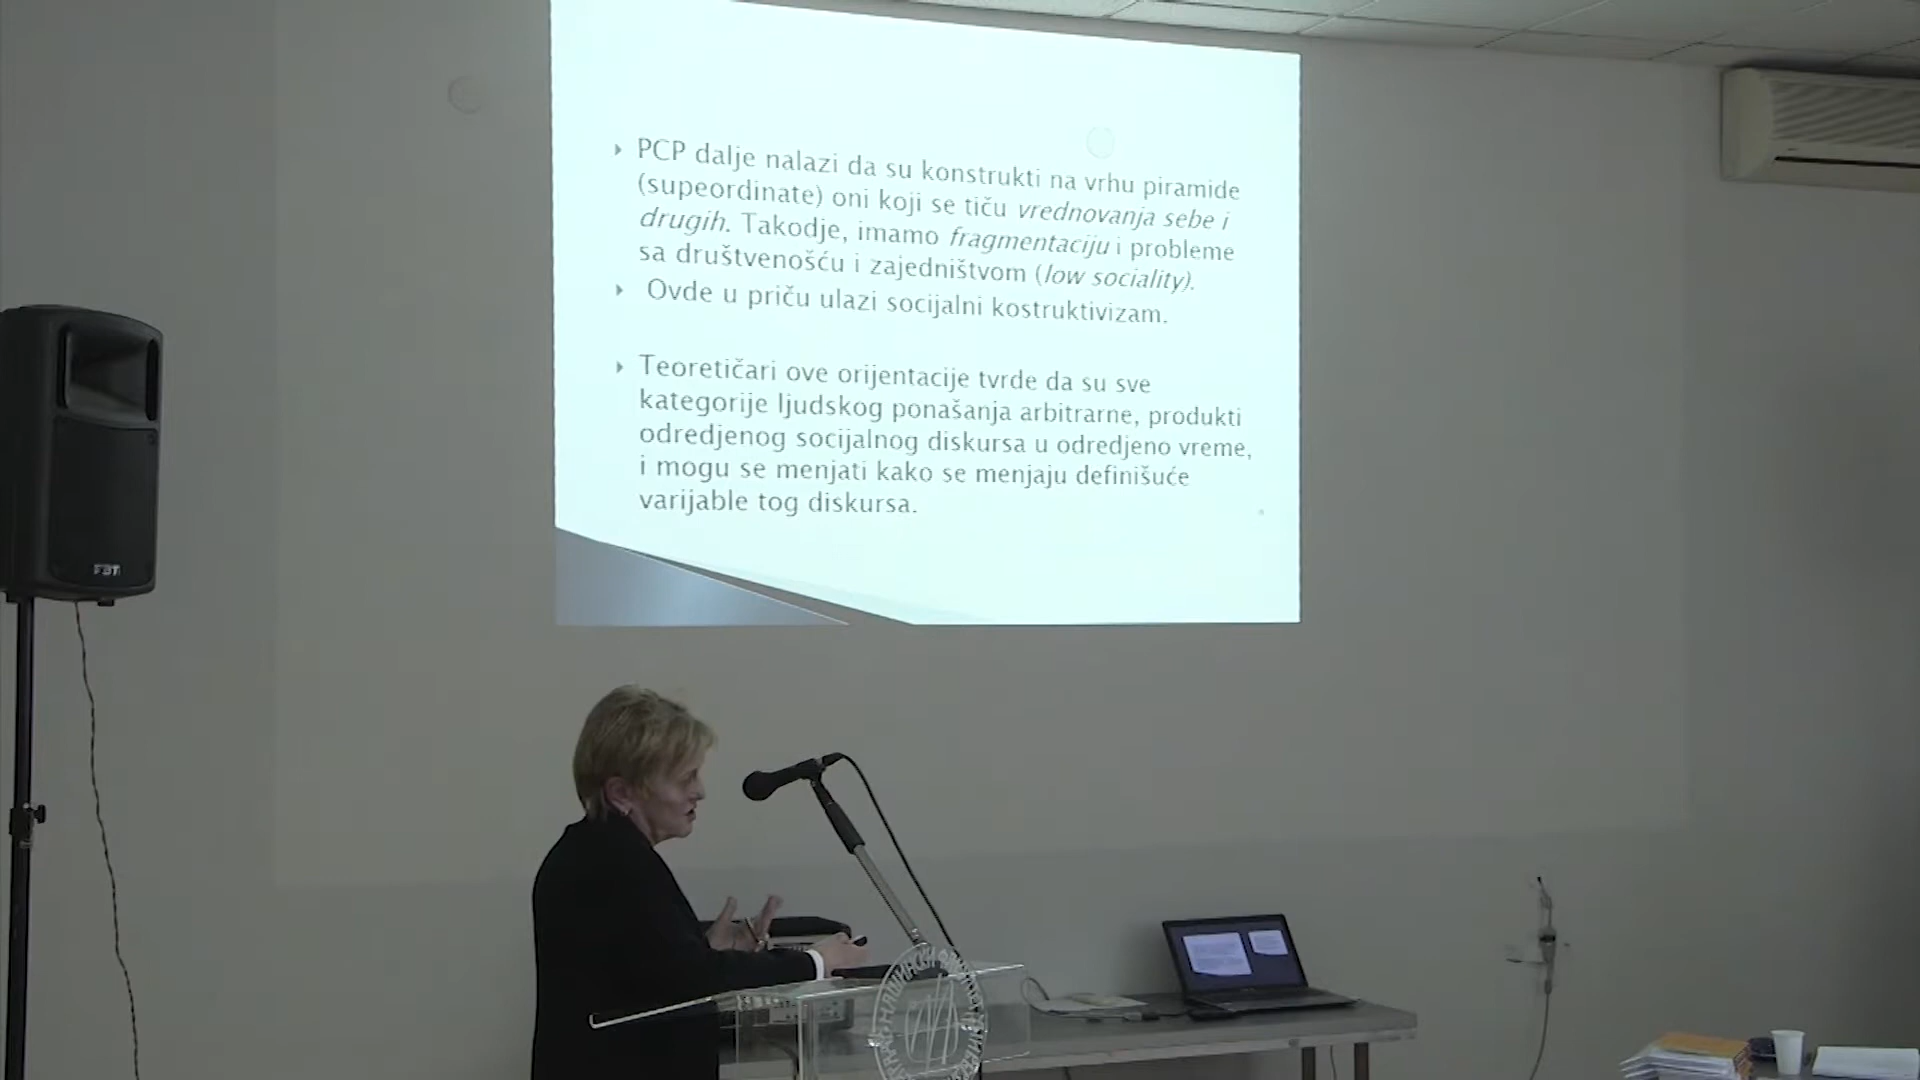 PCP dalje nalazi da su konstrukti na vrhu piramide
(supeordinate) oni koji se tiču vrednovanja sebe i
drugih. Takodje, imamo fragmentaciju i probleme
sa društvenošću i zajedništvom (low sociality).
Ovde u priču ulazi socijalni kostruktivizam.
Teoretičari ove orijentacije tvrde da su sve
kategorije ljudskog ponašanja arbitrarne, produkti
odredjenog socijalnog diskursa u odredjeno vreme,
i mogu se menjati kako se menjaju definišuće
varijable tog diskursa.
FBT